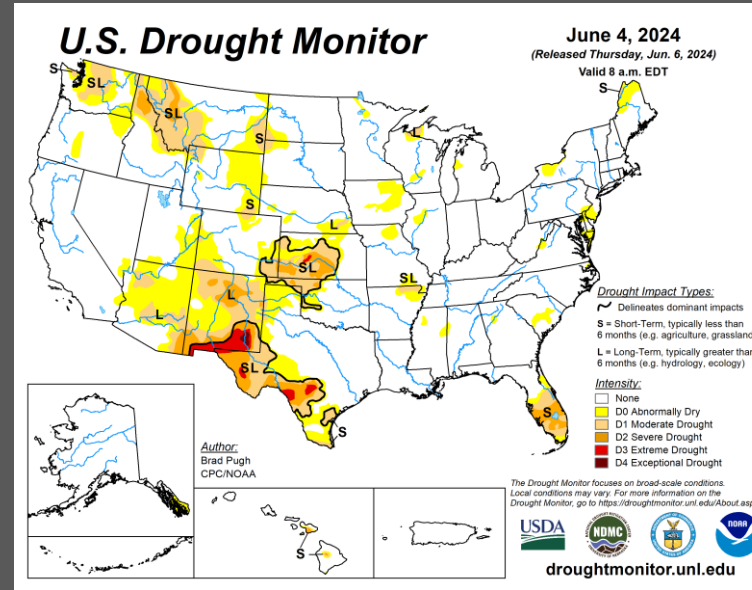 U.S. Drought Monitor
June 4, 2024
(Released Thursday, Jun. 6, 2024)
Valid 8 a.m. EDT
S
SL
SL
S
S
L
SL
L
L
SL
S
L
SL
S
S
Drought Impact Types:
Delineates dominant impacts
S = Short-Term, typically less than
6 months (e.g. agriculture, grassland
L = Long-Term, typically greater than
6 months (e.g. hydrology, ecology)
Intensity:
None
D0 Abnormally Dry
D1 Moderate Drought
D2 Severe Drought
D3 Extreme Drought
D4 Exceptional Drought
Author:
Brad Pugh
CPC/NOAA
S
The Drought Monitor focuses on broad-scale conditions.
Local conditions may vary. For more information on the
Drought Monitor, go to https://droughtmonitor.unl.edu/About.asp
USDA
NDMC
NOAA
droughtmonitor.unl.edu